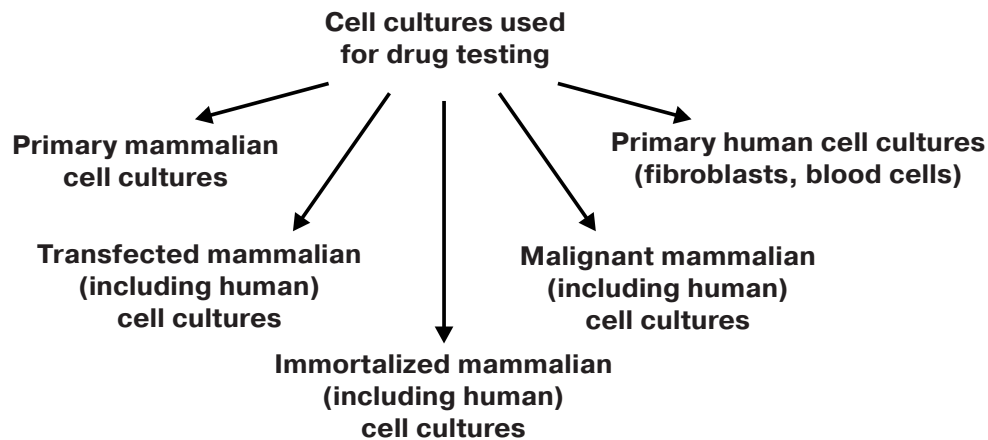 Cell cultures used
for drug testing
Primary mammalian
cell cultures
Primary human cell cultures
(fibroblasts, blood cells)
Transfected mammalian
(including human)
cell cultures
Malignant mammalian
(including human)
cell cultures
Immortalized mammalian
(including human)
cell cultures